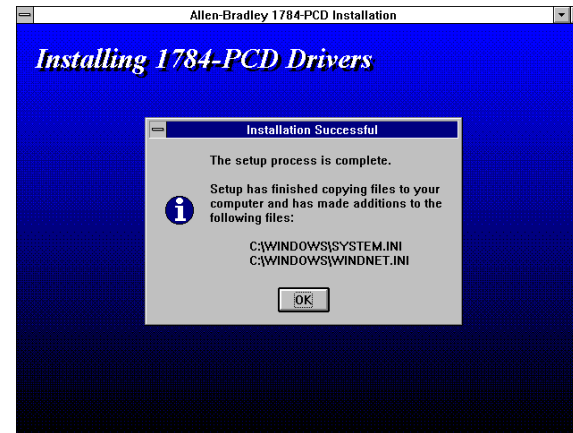 Allen-Bradley 1784-PCD Installation
Installing 1784-PCD Drivers
Installation Successful
The setup process is complete.
Setup has finished copying files to your
computer and has made additions to the
following files:
C:\WINDOWS\SYSTEM.INI
C:\WINDOWS\WINDNET.INI
OK